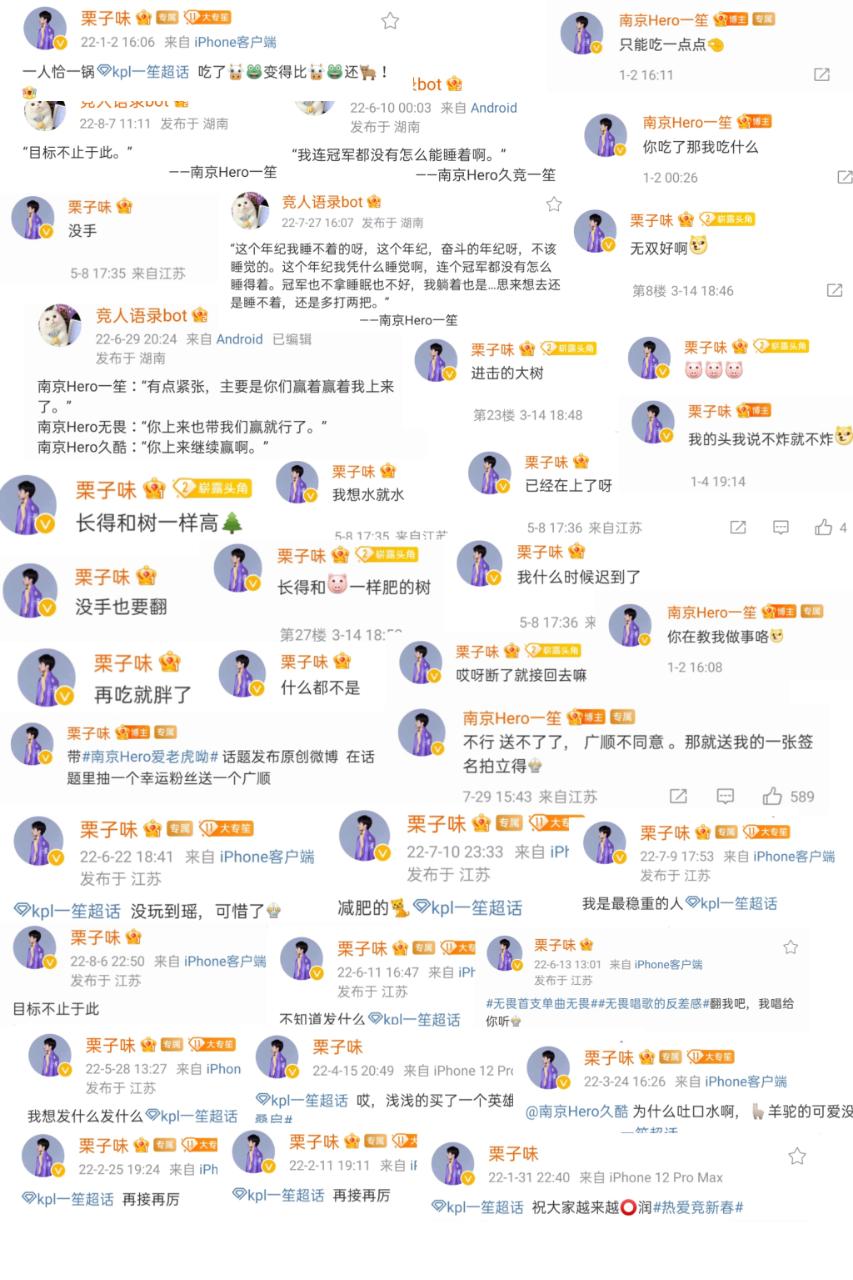 栗子味 专属 11 大专笙
22-1-2 16:06 来自 iPhone客户端
一人恰一锅 kpl一笙超话 吃了🐮🐸变得比🐮🐸还🐂！
南京Hero一笙 博主 专属
只能吃一点点🤏
1-2 16:11
bot
竞人语录bot
22-8-7 11:11 发布于 湖南
“目标不止于此。”
——南京Hero一笙
22-6-10 00:03 来自 Android
发布于 湖南
“我连冠军都没有怎么能睡着啊。”
——南京Hero久竞一笙
南京Hero一笙 博主
你吃了那我吃什么
1-2 00:26
栗子味
没手
5-8 17:35 来自江苏
竞人语录bot
22-7-27 16:07 发布于 湖南
“这个年纪我睡不着的呀，这个年纪，奋斗的年纪呀，不该
睡觉的。这个年纪我凭什么睡觉啊，连个冠军都没有怎么
睡得着。冠军也不拿睡眠也不好，我躺着也是...思来想去还
是睡不着，还是多打两把。”
——南京Hero一笙
栗子味 2 崭露头角
无双好啊
第8楼 3-14 18:46
竞人语录bot
22-6-29 20:24 来自 Android 已编辑
发布于 湖南
南京Hero一笙：“有点紧张，主要是你们赢着赢着我上来
了。”
南京Hero无畏：“你上来也带我们赢就行了。”
南京Hero久酷：“你上来继续赢啊。”
栗子味 2 崭露头角
进击的大树
第23楼 3-14 18:48
栗子味 2 崭露头角
🐷🐷🐷
栗子味 博主
我的头我说不炸就不炸
1-4 19:14
栗子味 2 崭露头角
长得和树一样高🌲
栗子味
我想水就水
5-8 17:35 来自江苏
栗子味
已经在上了呀
5-8 17:36 来自江苏
4
栗子味
没手也要翻
栗子味 2 崭露头角
长得和🐷一样肥的树
第27楼 3-14 18:5
栗子味
我什么时候迟到了
5-8 17:36 来
南京Hero一笙 博主 专属
你在教我做事咯
1-2 16:08
栗子味
再吃就胖了
栗子味
什么都不是
栗子味 2 崭露头角
哎呀断了就接回去嘛
栗子味 博主 专属
带#南京Hero爱老虎呦# 话题发布原创微博 在话
题里抽一个幸运粉丝送一个广顺
南京Hero一笙 博主 专属
不行 送不了了， 广顺不同意 。那就送我的一张签
名拍立得
7-29 15:43 来自江苏
589
栗子味 专属 11 大专笙
22-6-22 18:41 来自 iPhone客户端
发布于 江苏
kpl一笙超话 没玩到瑶，可惜了
栗子味 专属 11 大专
22-7-10 23:33 来自 iPh
发布于 江苏
减肥的🐅kpl一笙超话
栗子味 专属 11 大专笙
22-7-9 17:53 来自 iPhone客户端
发布于 江苏
我是最稳重的人 kpl一笙超话
栗子味
22-8-6 22:50 来自 iPhone客户端
发布于 江苏
目标不止于此
栗子味 专属 11 大专
22-6-11 16:47 来自 iPh
发布于 江苏
不知道发什么 kpl一笙超话
栗子味
22-6-13 13:01 来自 iPhone客户端
发布于 江苏
#无畏首支单曲无畏##无畏唱歌的反差感#翻我吧，我唱给
你听
栗子味 专属 11 大专笙
22-5-28 13:27 来自 iPhon
发布于 江苏
我想发什么发什么 kpl一笙超话
栗子味
22-4-15 20:49 来自 iPhone 12 Pro
kpl一笙超话 哎，浅浅的买了一个英雄
桑启#
栗子味 专属 11 大专笙
22-3-24 16:26 来自 iPhone客户端
@南京Hero久酷 为什么吐口水啊，🦙羊驼的可爱没
一笙超话
栗子味 专属 11 大专
22-2-25 19:24 来自 iPh
kpl一笙超话 再接再厉
栗子味 专属 11 大
22-2-11 19:11 来自 iP
kpl一笙超话 再接再厉
栗子味
22-1-31 22:40 来自 iPhone 12 Pro Max
kpl一笙超话 祝大家越来越⭕润#热爱竞新春#